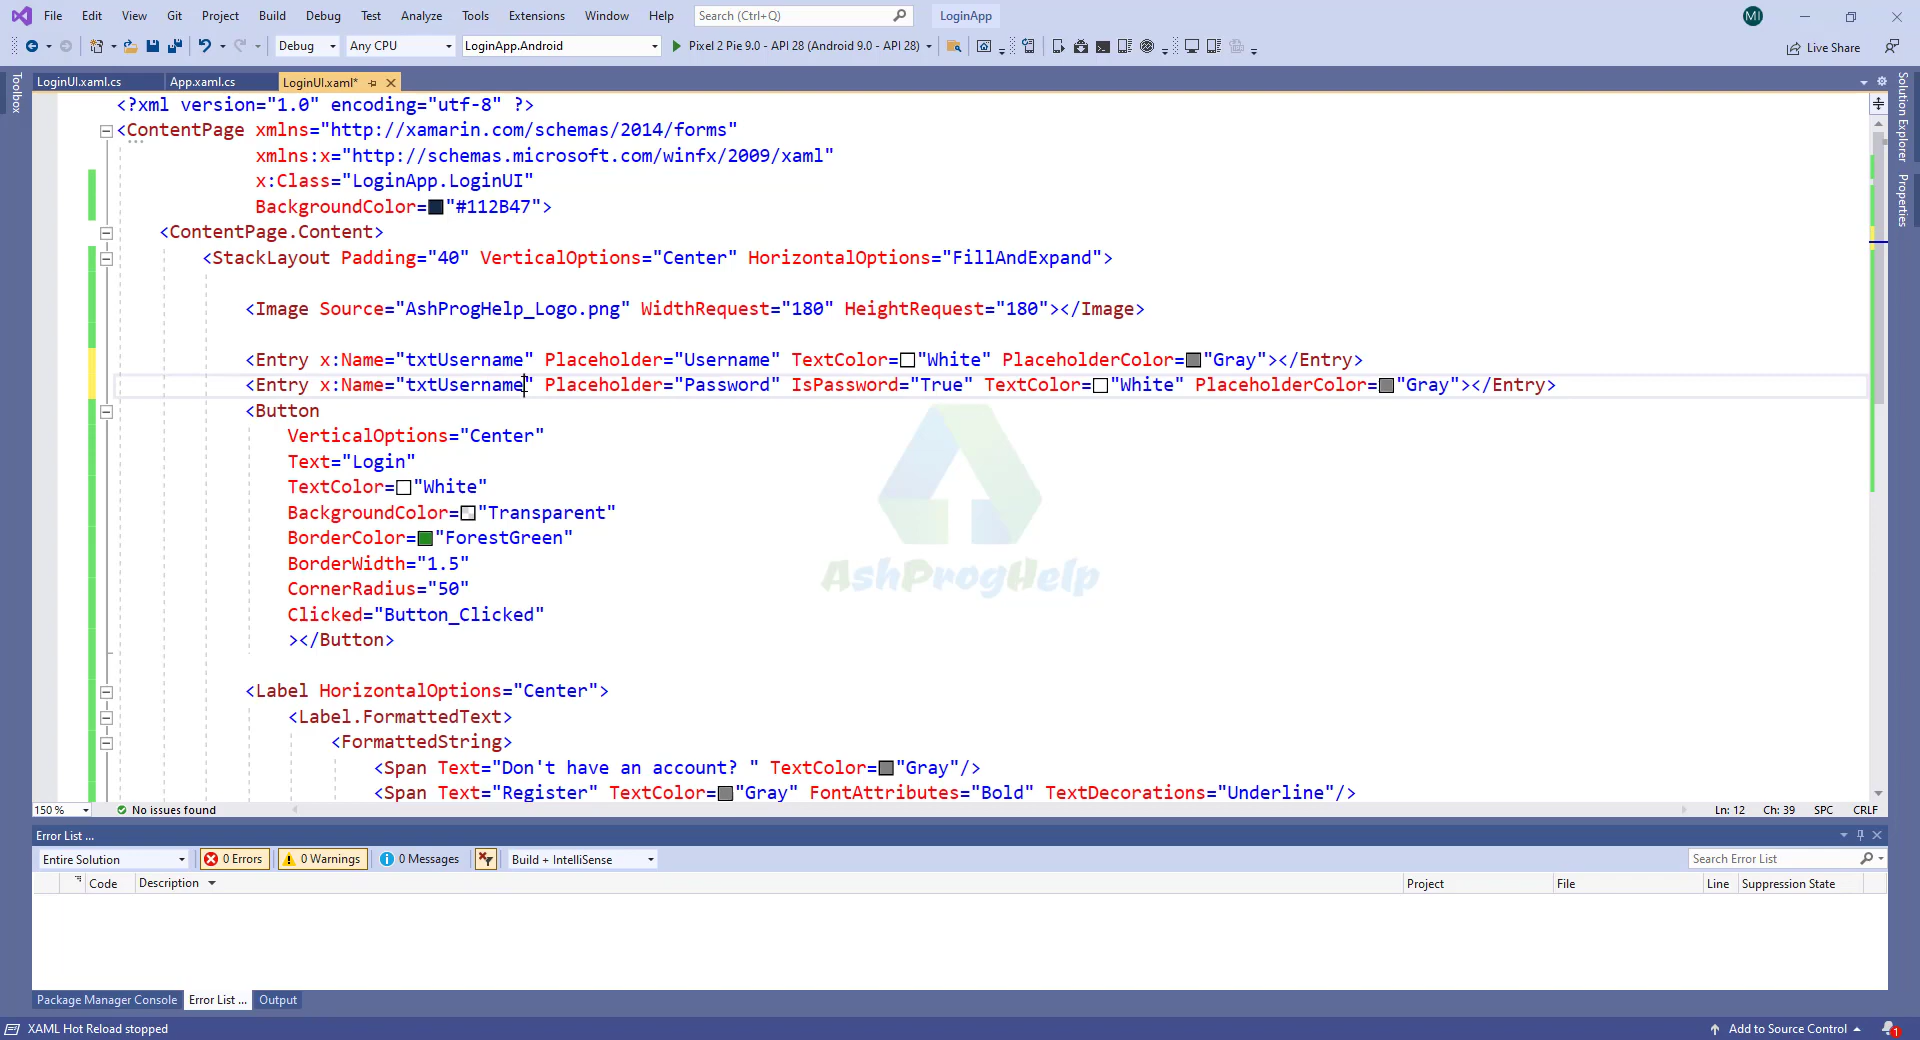 File Edit View Git Project Build Debug Test Analyze Tools Extensions Window Help Search (Ctrl+Q) LoginApp MI
Debug Any CPU LoginApp.Android Pixel 2 Pie 9.0 - API 28 (Android 9.0 - API 28) Live Share
Toolbox
LoginUI.xaml.cs App.xaml.cs LoginUI.xaml*
Solution Explorer
Properties
<?xml version="1.0" encoding="utf-8" ?>
<ContentPage xmlns="http://xamarin.com/schemas/2014/forms"
xmlns:x="http://schemas.microsoft.com/winfx/2009/xaml"
x:Class="LoginApp.LoginUI"
BackgroundColor="#112B47">
<ContentPage.Content>
<StackLayout Padding="40" VerticalOptions="Center" HorizontalOptions="FillAndExpand">
<Image Source="AshProgHelp_Logo.png" WidthRequest="180" HeightRequest="180"></Image>
<Entry x:Name="txtUsername" Placeholder="Username" TextColor="White" PlaceholderColor="Gray"></Entry>
<Entry x:Name="txtUsername" Placeholder="Password" IsPassword="True" TextColor="White" PlaceholderColor="Gray"></Entry>
<Button
VerticalOptions="Center"
Text="Login"
TextColor="White"
BackgroundColor="Transparent"
BorderColor="ForestGreen"
BorderWidth="1.5"
CornerRadius="50"
Clicked="Button_Clicked"
></Button>
AshProgHelp
<Label HorizontalOptions="Center">
<Label.FormattedText>
<FormattedString>
<Span Text="Don't have an account? " TextColor="Gray"/>
<Span Text="Register" TextColor="Gray" FontAttributes="Bold" TextDecorations="Underline"/>
150 % No issues found Ln: 12 Ch: 39 SPC CRLF
Error List ...
Entire Solution 0 Errors 0 Warnings 0 Messages Build + IntelliSense Search Error List
Code Description Project File Line Suppression State
Package Manager Console Error List ... Output
XAML Hot Reload stopped Add to Source Control 1